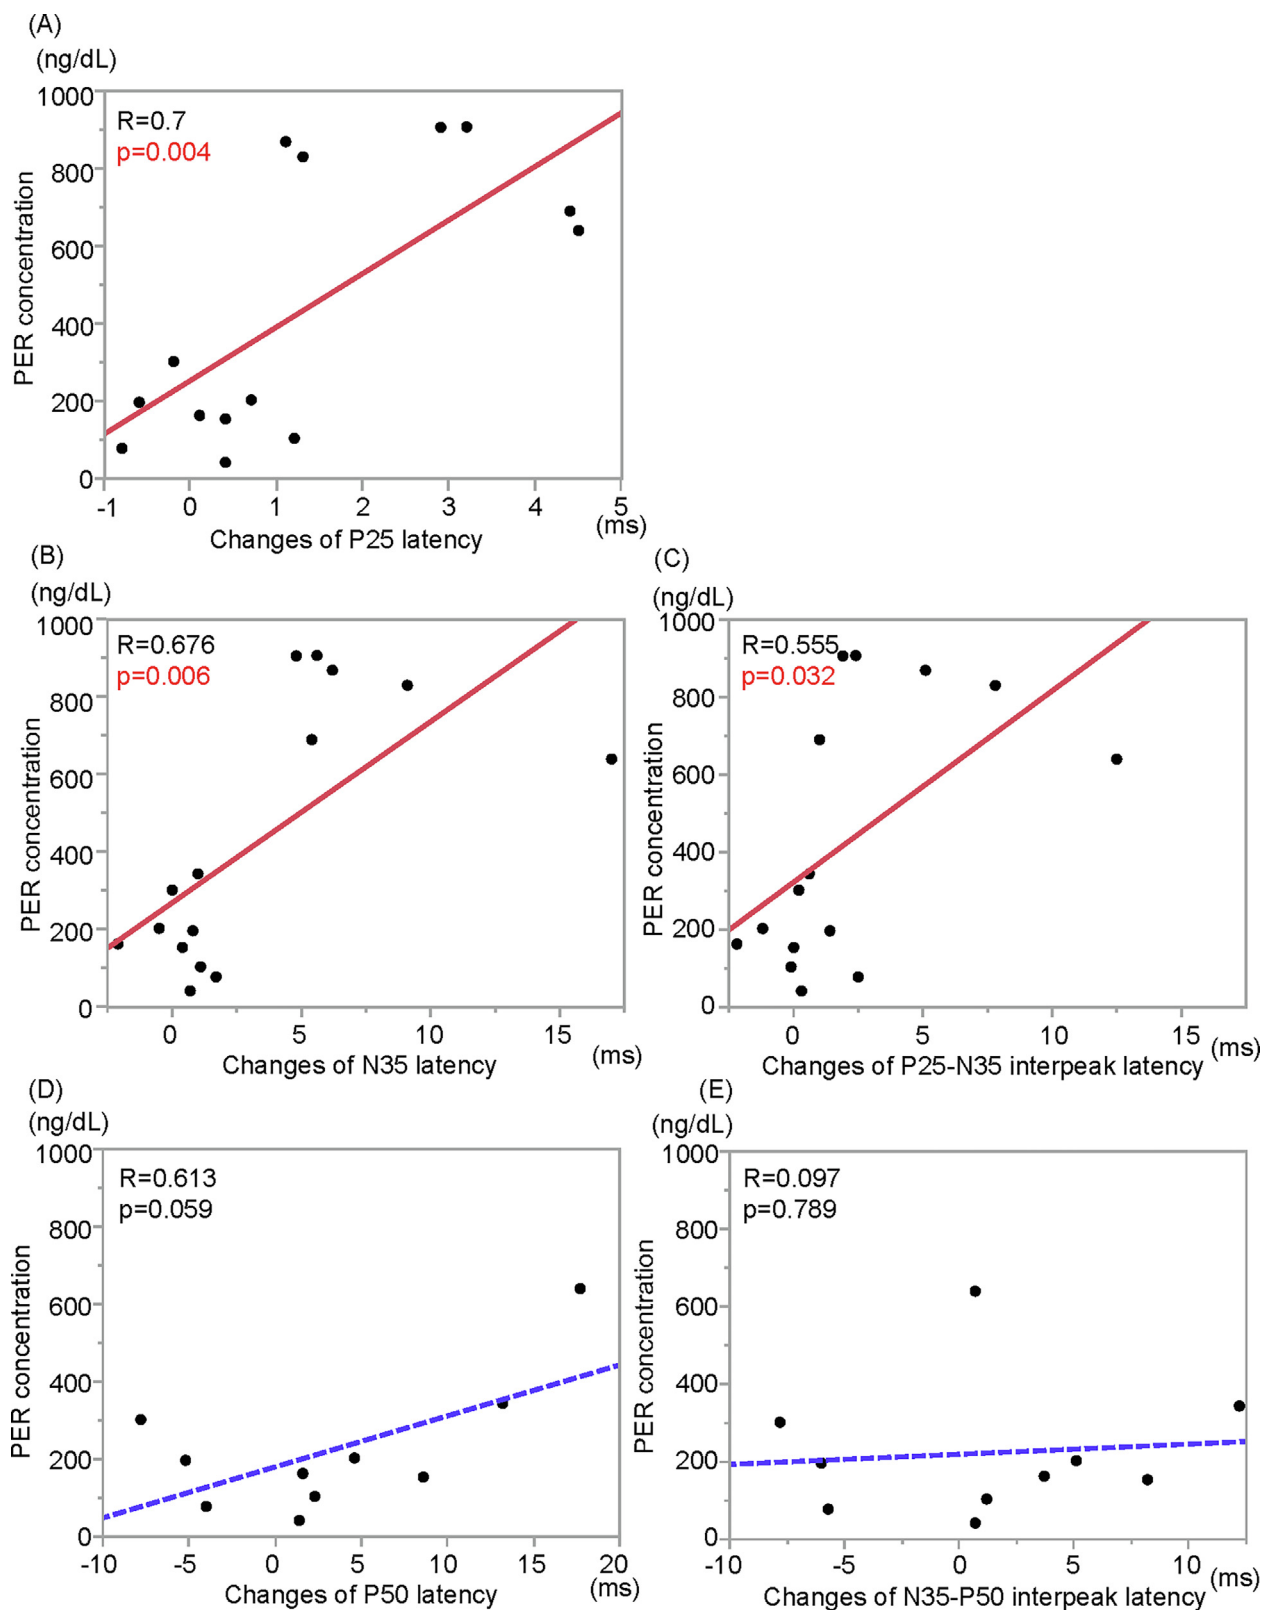 (A)
(ng/dL)
1000
R=0.7
p=0.004
800
600
400
200
0
PER concentration
-1 0 1 2 3 4 5
(ms)
Changes of P25 latency
(B)
(ng/dL)
1000
R=0.676
p=0.006
800
600
400
200
0
PER concentration
0 5 10 15
(ms)
Changes of N35 latency
(C)
(ng/dL)
1000
R=0.555
p=0.032
800
600
400
200
0
PER concentration
0 5 10 15
(ms)
Changes of P25-N35 interpeak latency
(D)
(ng/dL)
1000
R=0.613
p=0.059
800
600
400
200
0
PER concentration
-10 -5 0 5 10 15 20
(ms)
Changes of P50 latency
(E)
(ng/dL)
1000
R=0.097
p=0.789
800
600
400
200
0
PER concentration
-10 -5 0 5 10
(ms)
Changes of N35-P50 interpeak latency